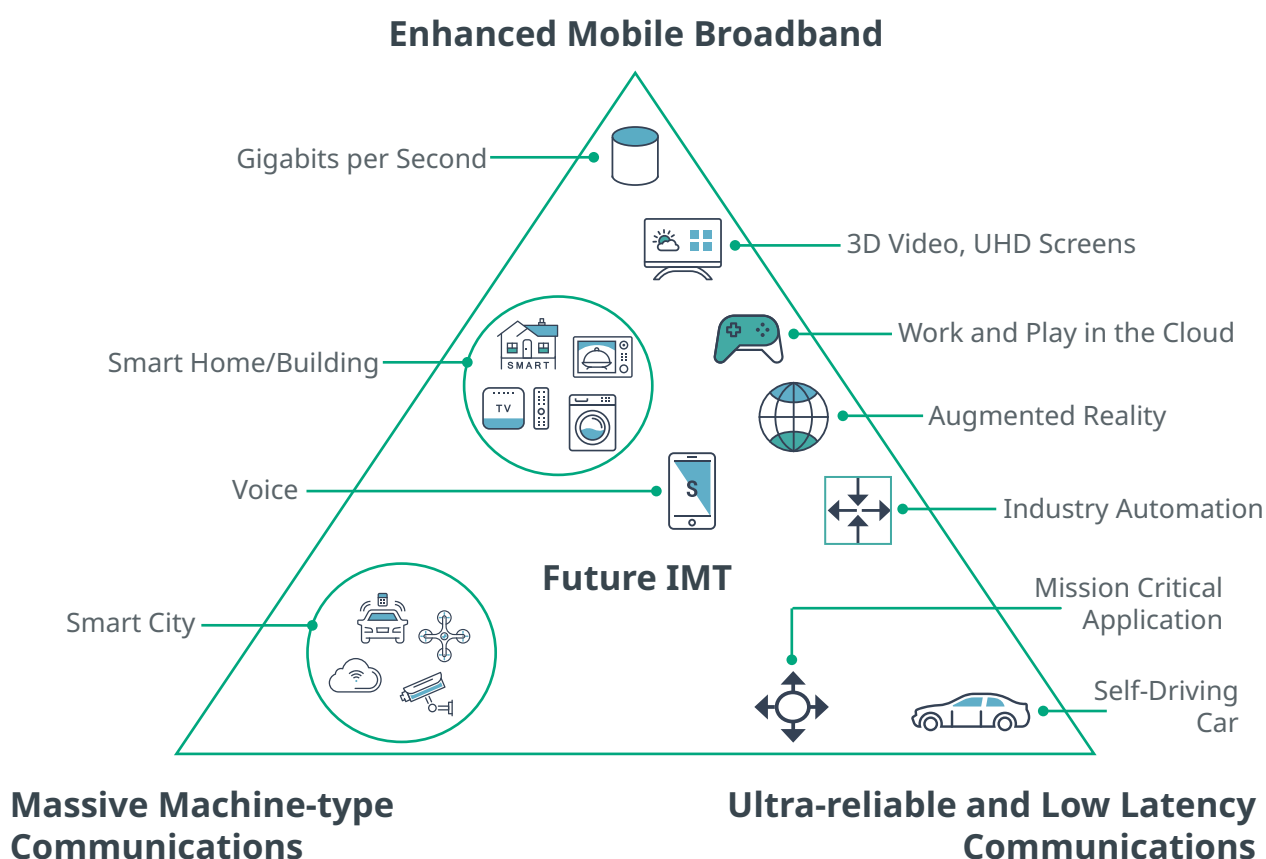 Enhanced Mobile Broadband
Gigabits per Second
3D Video, UHD Screens
Work and Play in the Cloud
Smart Home/Building
SMART
TV
Augmented Reality
Voice
S
Industry Automation
Future IMT
Mission Critical
Application
Smart City
Self-Driving
Car
Massive Machine-type
Communications
Ultra-reliable and Low Latency
Communications